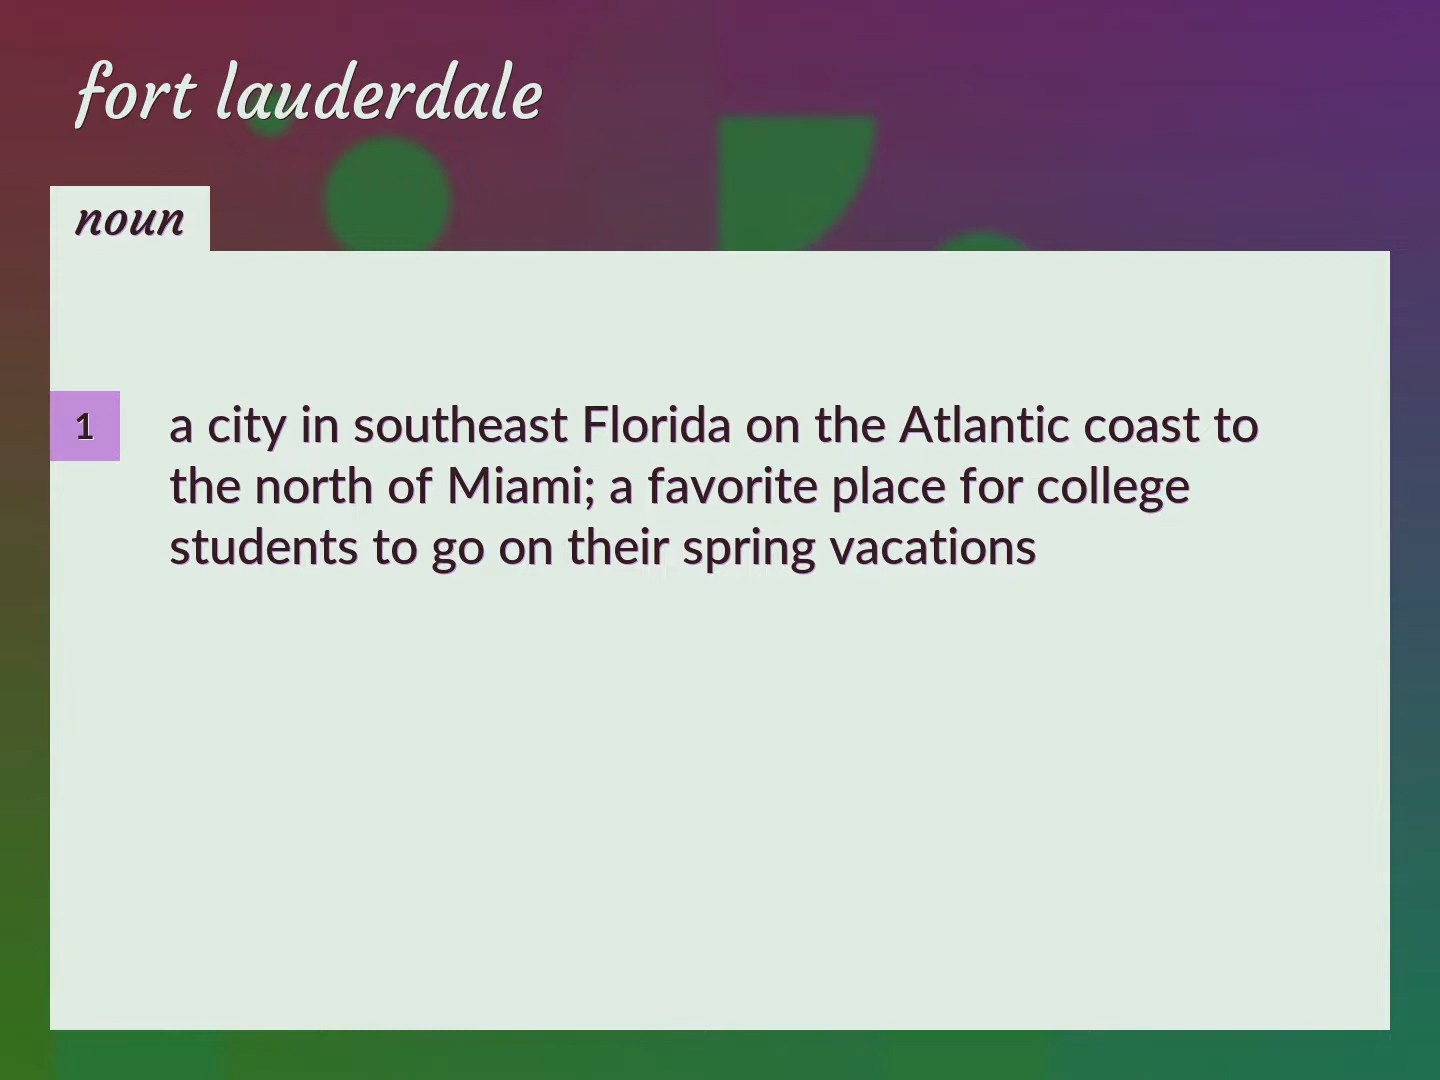 fort lauderdale
noun
1
a city in southeast Florida on the Atlantic coast to
the north of Miami; a favorite place for college
students to go on their spring vacations